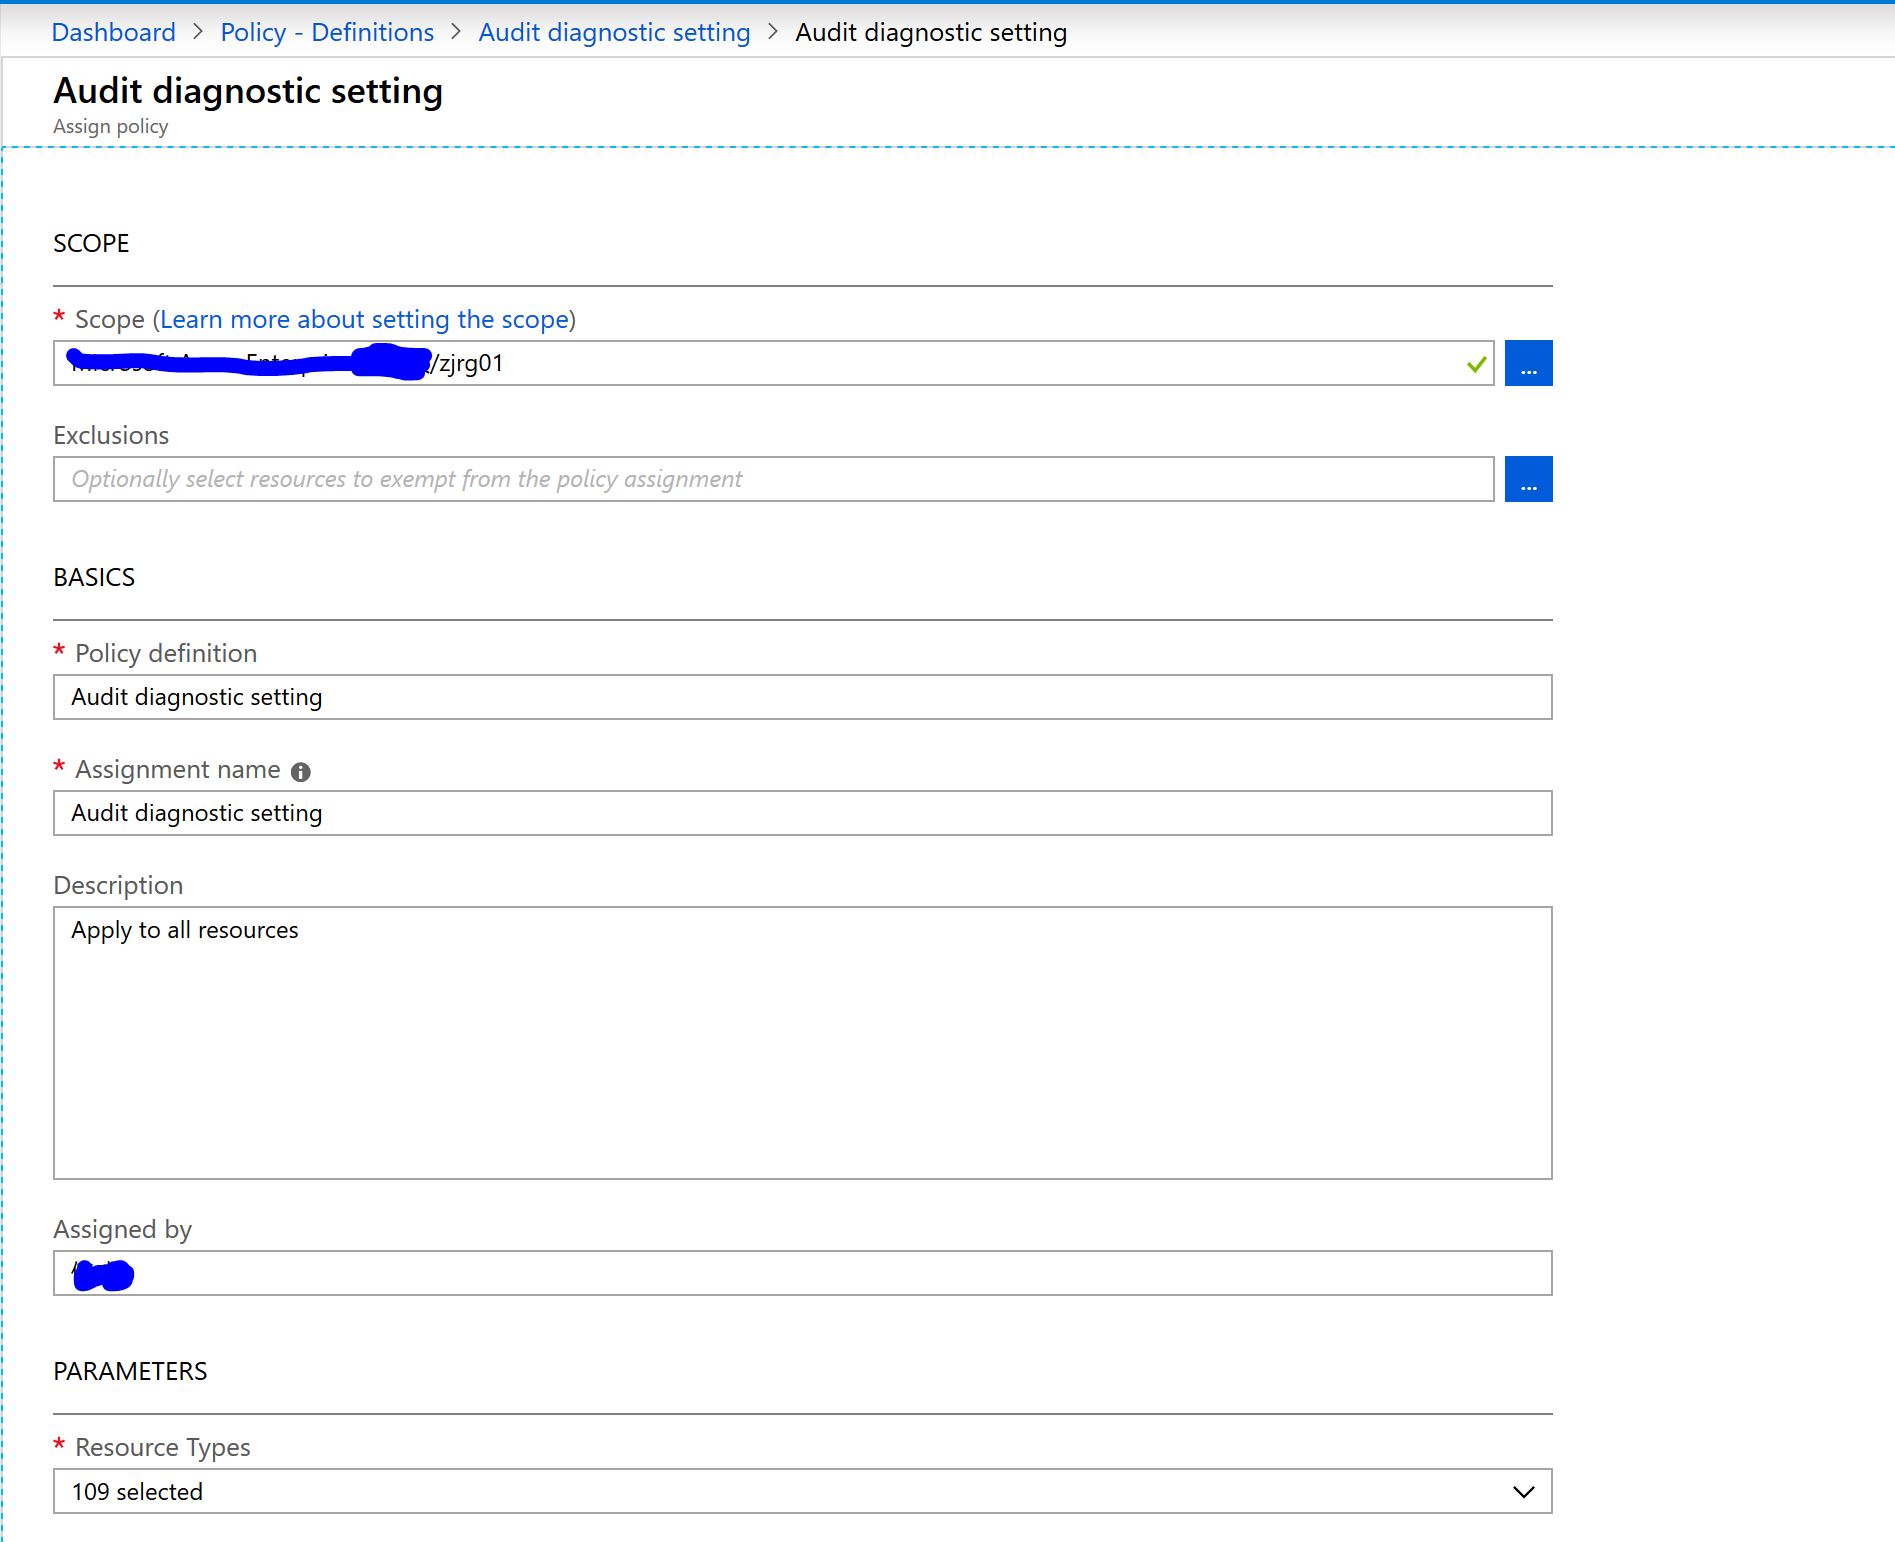 Dashboard > Policy - Definitions > Audit diagnostic setting > Audit diagnostic setting
Audit diagnostic setting
Assign policy
SCOPE
* Scope (Learn more about setting the scope)
/zjrg01
...
Exclusions
Optionally select resources to exempt from the policy assignment
...
BASICS
* Policy definition
Audit diagnostic setting
* Assignment name
Audit diagnostic setting
Description
Apply to all resources
Assigned by
PARAMETERS
* Resource Types
109 selected